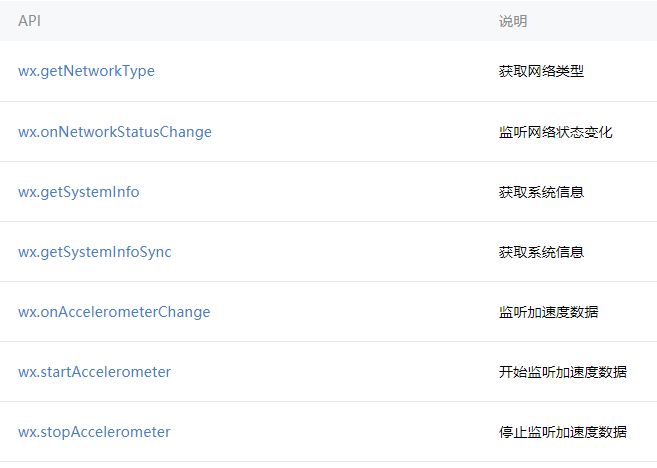 API 说明
wx.getNetworkType 获取网络类型
wx.onNetworkStatusChange 监听网络状态变化
wx.getSystemInfo 获取系统信息
wx.getSystemInfoSync 获取系统信息
wx.onAccelerometerChange 监听加速度数据
wx.startAccelerometer 开始监听加速度数据
wx.stopAccelerometer 停止监听加速度数据